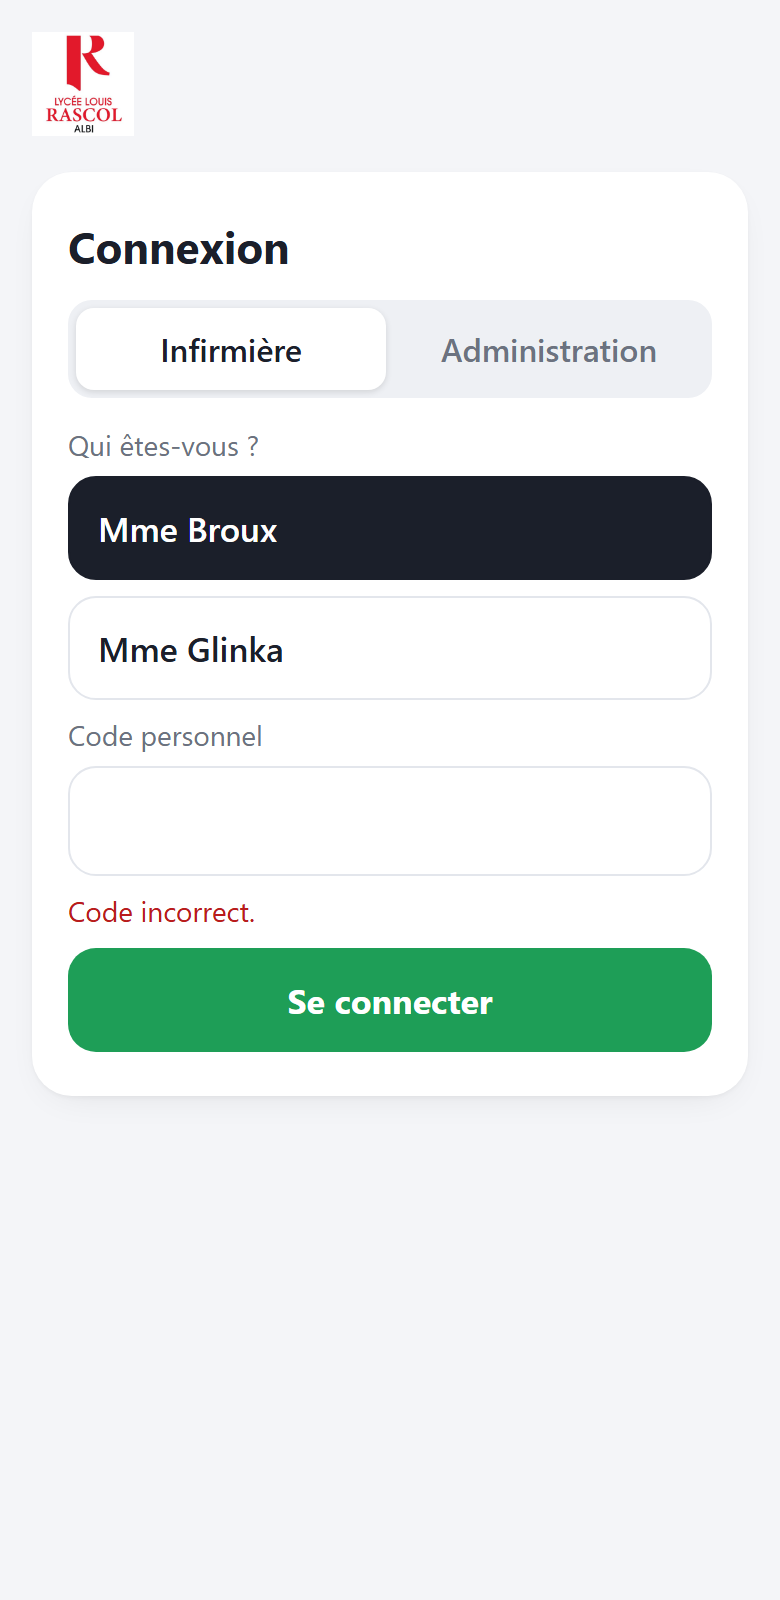 LYCÉE LOUIS
RASCOL
ALBI
Connexion
Infirmière
Administration
Qui êtes-vous ?
Mme Broux
Mme Glinka
Code personnel
Code incorrect.
Se connecter